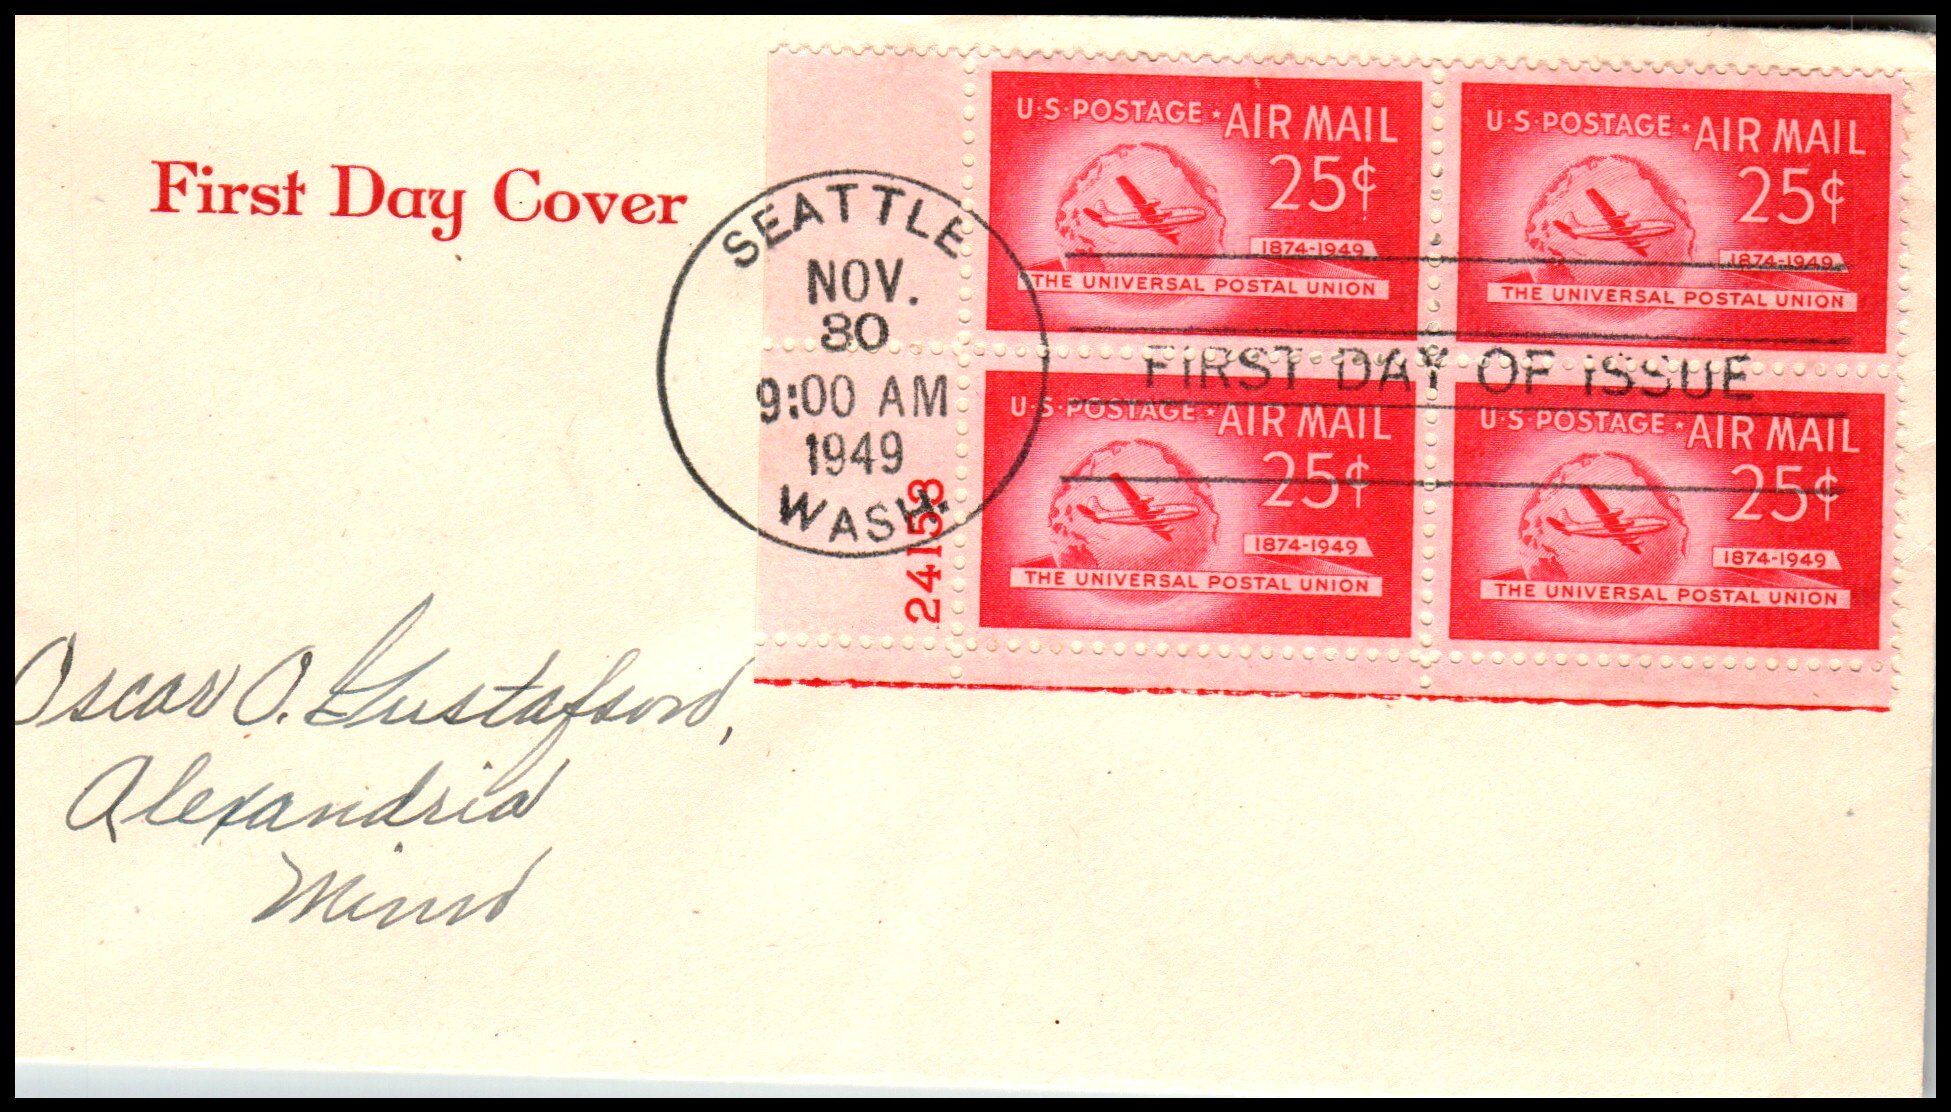 First Day Cover
SEATTLE
NOV.
30
9:00 AM
1949
WASH.
24153
U·S·POSTAGE ★ AIR MAIL
25¢
1874-1949
THE UNIVERSAL POSTAL UNION
U·S·POSTAGE ★ AIR MAIL
25¢
1874-1949
THE UNIVERSAL POSTAL UNION
FIRST DAY OF ISSUE
U·S·POSTAGE ★ AIR MAIL
25¢
1874-1949
THE UNIVERSAL POSTAL UNION
U·S·POSTAGE ★ AIR MAIL
25¢
1874-1949
THE UNIVERSAL POSTAL UNION
Oscar O. Gustafson,
Alexandria
Minn